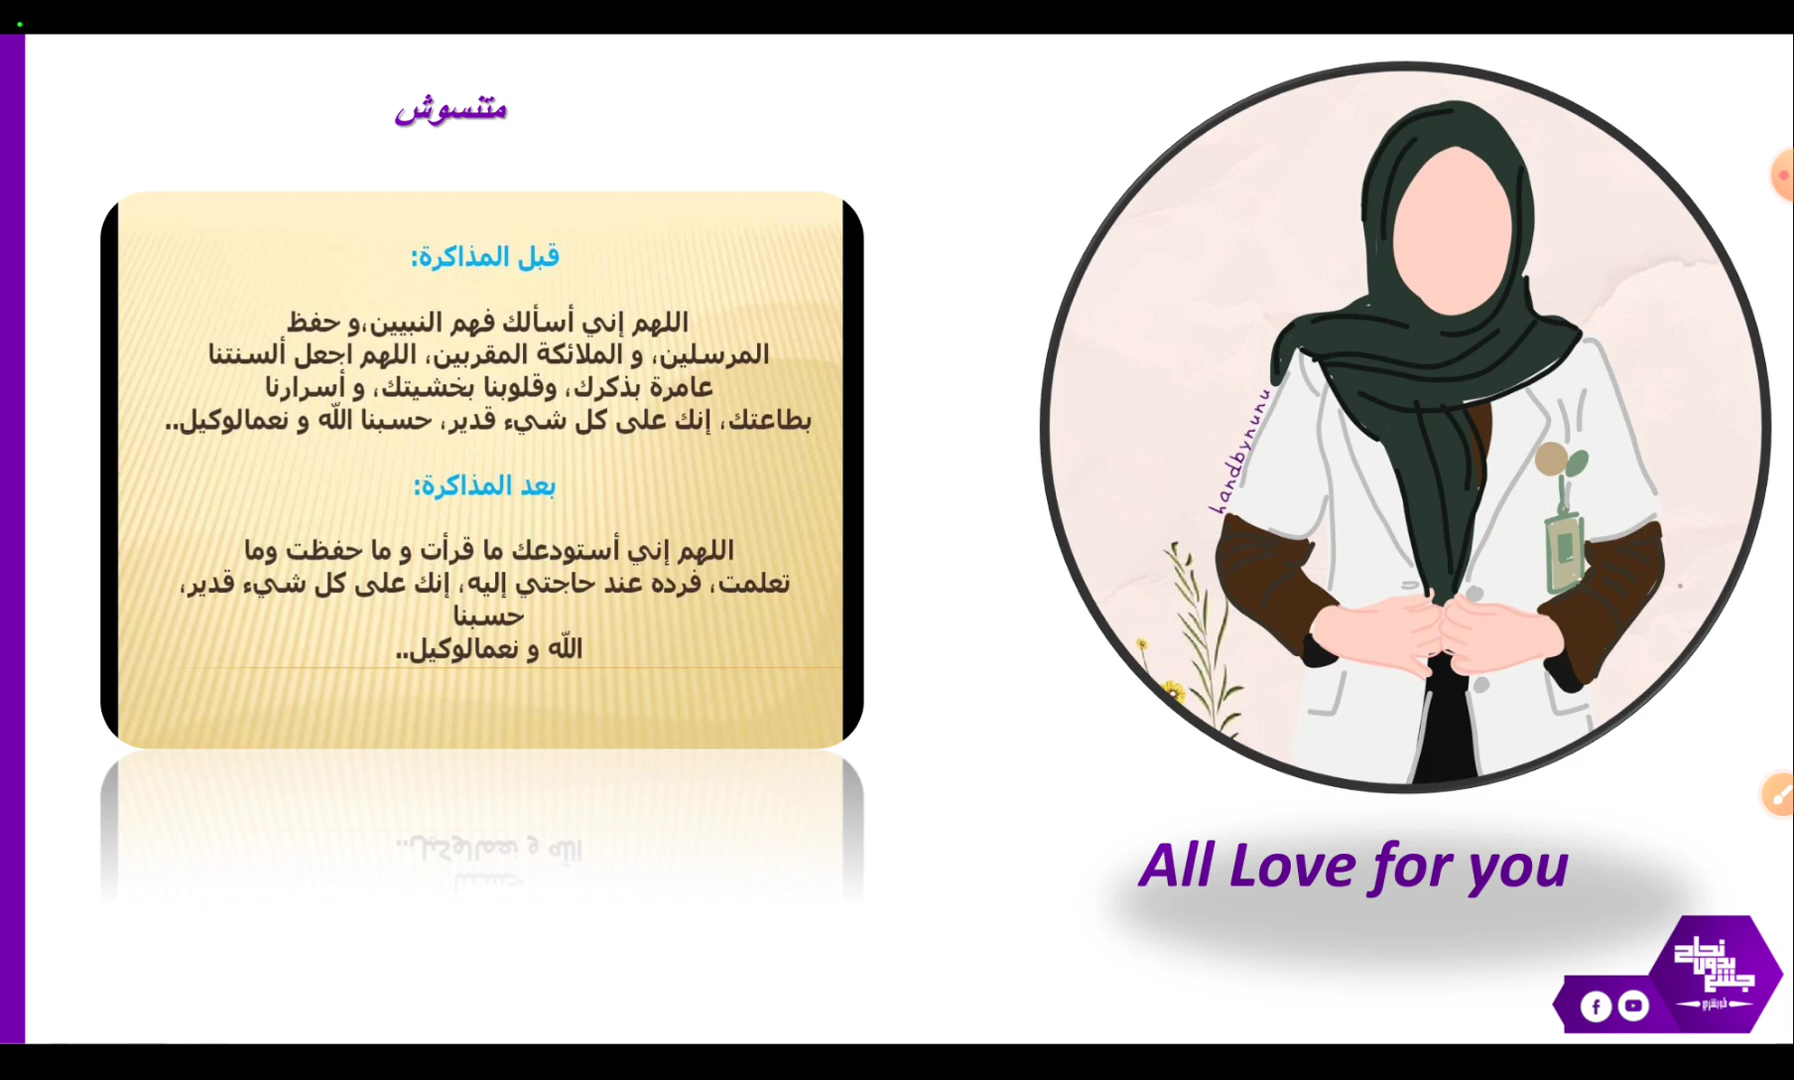 متنسوش
قبل المذاكرة:
اللهم إني أسألك فهم النبيين،و حفظ
المرسلين، و الملائكة المقربين، اللهم اجعل ألسنتنا
عامرة بذكرك، وقلوبنا بخشيتك، و أسرارنا
بطاعتك، إنك على كل شيء قدير، حسبنا الله و نعمالوكيل..
بعد المذاكرة:
اللهم إني أستودعك ما قرأت و ما حفظت وما
تعلمت، فرده عند حاجتي إليه، إنك على كل شيء قدير،
حسبنا
الله و نعمالوكيل..
handbynunu
All Love for you
نجاح
بدون